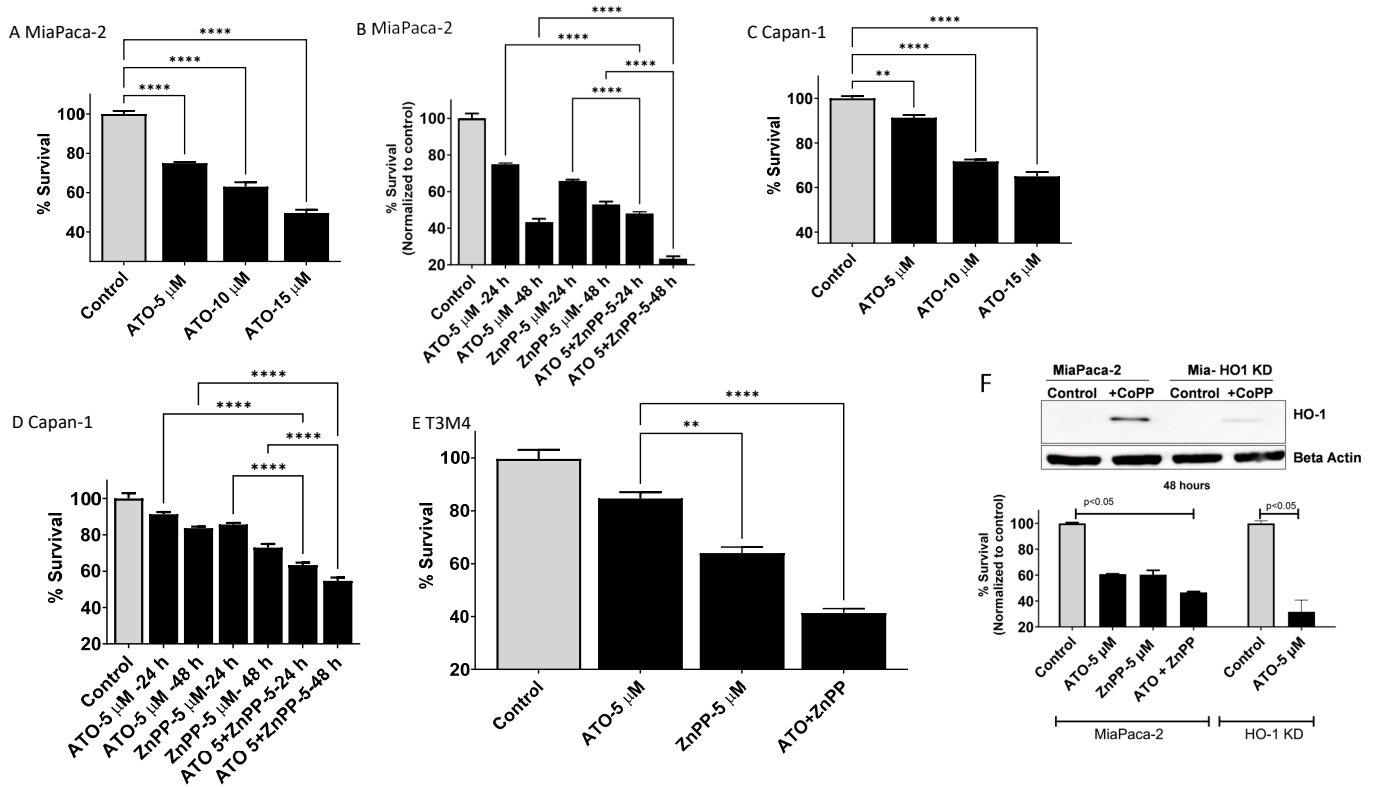 A MiaPaca-2
****
****
****
% Survival
100
80
60
40
Control
ATO-5 μM
ATO-10 μM
ATO-15 μM
B MiaPaca-2
****
****
****
****
% Survival
(Normalized to control)
100
80
60
40
20
Control
ATO-5 μM -24 h
ATO-5 μM -48 h
ZnPP-5 μM-24 h
ZnPP-5 μM- 48 h
ATO 5+ZnPP-5-24 h
ATO 5+ZnPP-5-48 h
C Capan-1
****
****
**
% Survival
100
80
60
40
Control
ATO-5 μM
ATO-10 μM
ATO-15 μM
D Capan-1
****
****
****
****
% Survival
100
80
60
40
20
Control
ATO-5 μM -24 h
ATO-5 μM -48 h
ZnPP-5 μM-24 h
ZnPP-5 μM- 48 h
ATO 5+ZnPP-5-24 h
ATO 5+ZnPP-5-48 h
E T3M4
****
**
% Survival
100
80
60
40
20
Control
ATO-5 μM
ZnPP-5 μM
ATO+ZnPP
F
MiaPaca-2 Mia- HO1 KD
Control +CoPP Control +CoPP
HO-1
Beta Actin
48 hours
p<0.05 p<0.05
% Survival
(Normalized to control)
100
80
60
40
20
Control
ATO-5 μM
ZnPP-5 μM
ATO + ZnPP
Control
ATO-5 μM
MiaPaca-2 HO-1 KD